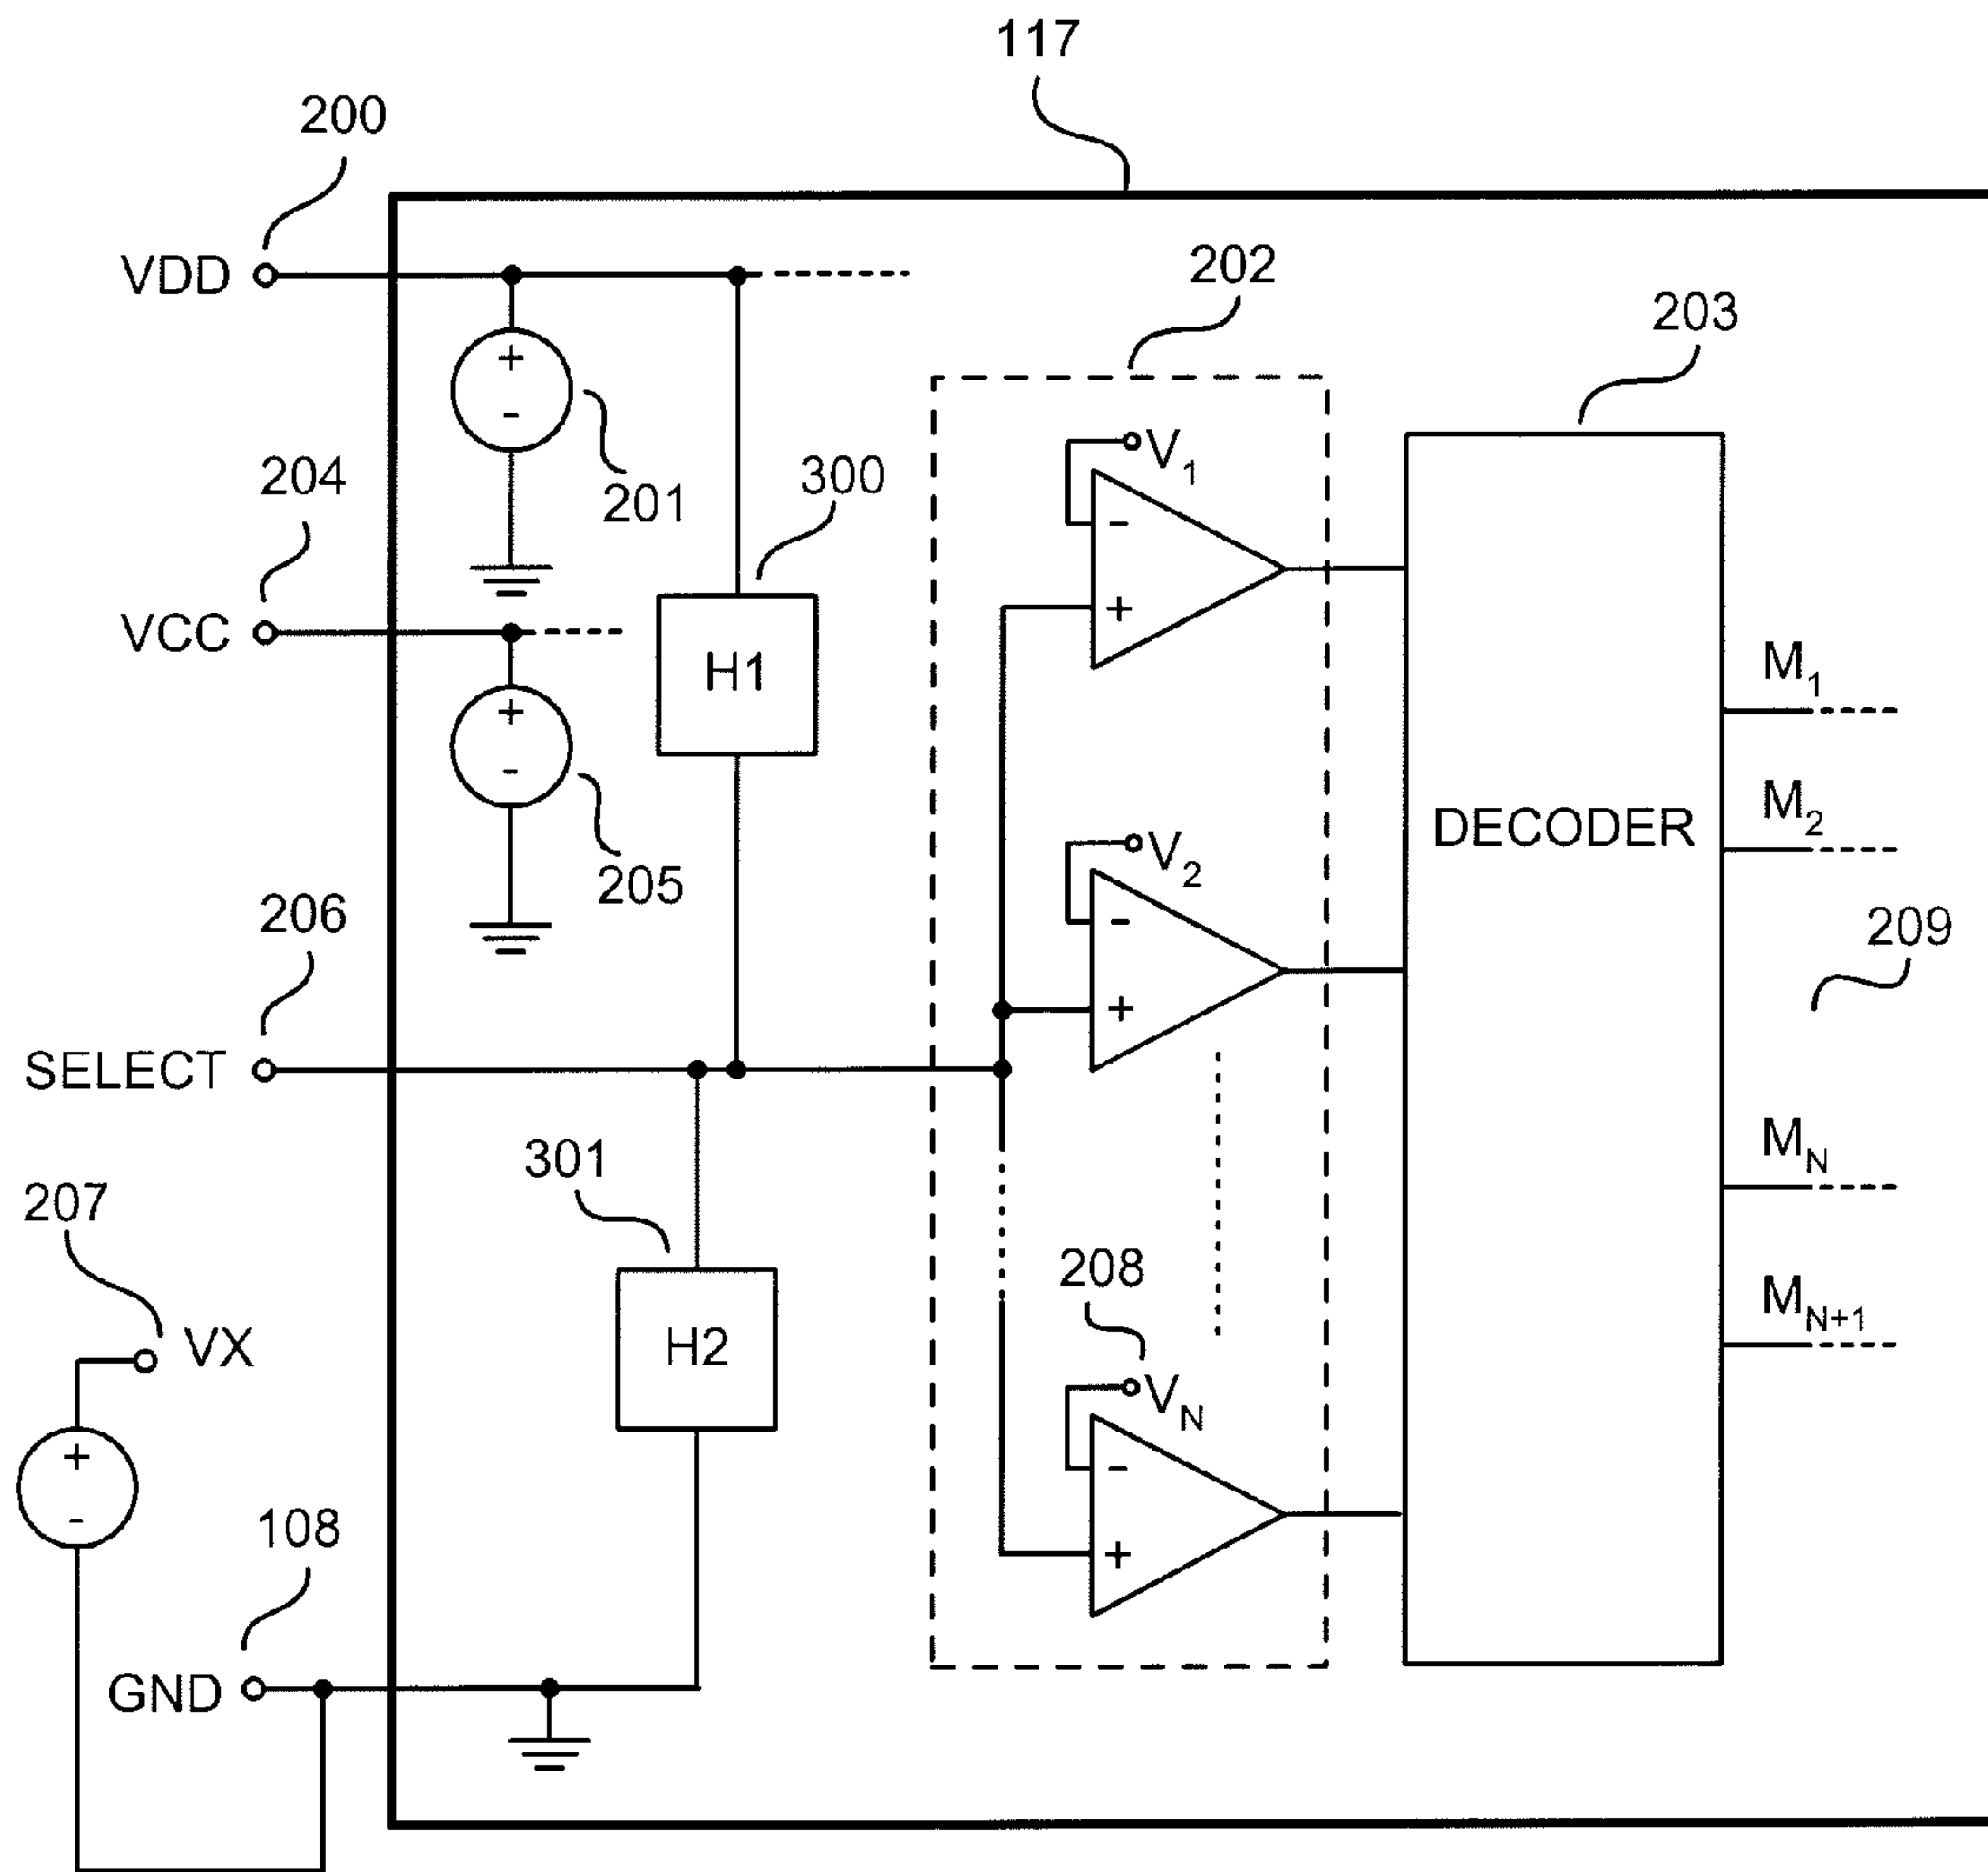 117
200
VDD
202
203
+
-
V1
204
300
201
-
+
VCC
H1
M1
+
-
M2
DECODER
V2
205
206
-
209
+
SELECT
301
MN
207
208
MN+1
VX
H2
VN
+
-
-
108
+
GND